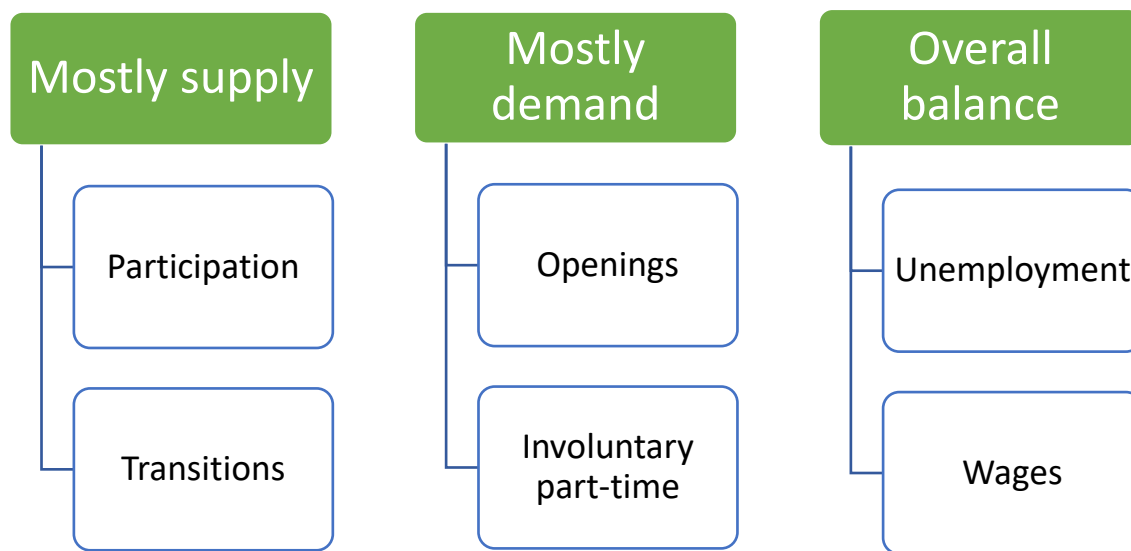 Mostly supply
Participation
Transitions
Mostly
demand
Openings
Involuntary
part-time
Overall
balance
Unemployment
Wages